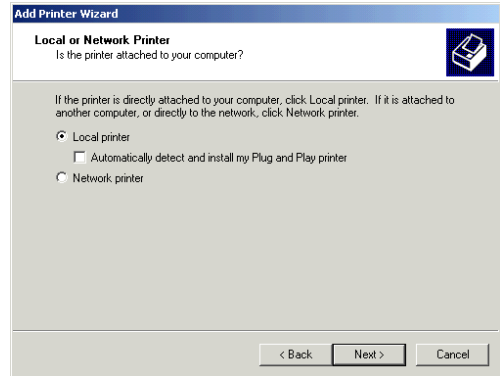 Add Printer Wizard
Local or Network Printer
Is the printer attached to your computer?
If the printer is directly attached to your computer, click Local printer. If it is attached to
another computer, or directly to the network, click Network printer.
Local printer
Automatically detect and install my Plug and Play printer
Network printer
< Back
Next >
Cancel